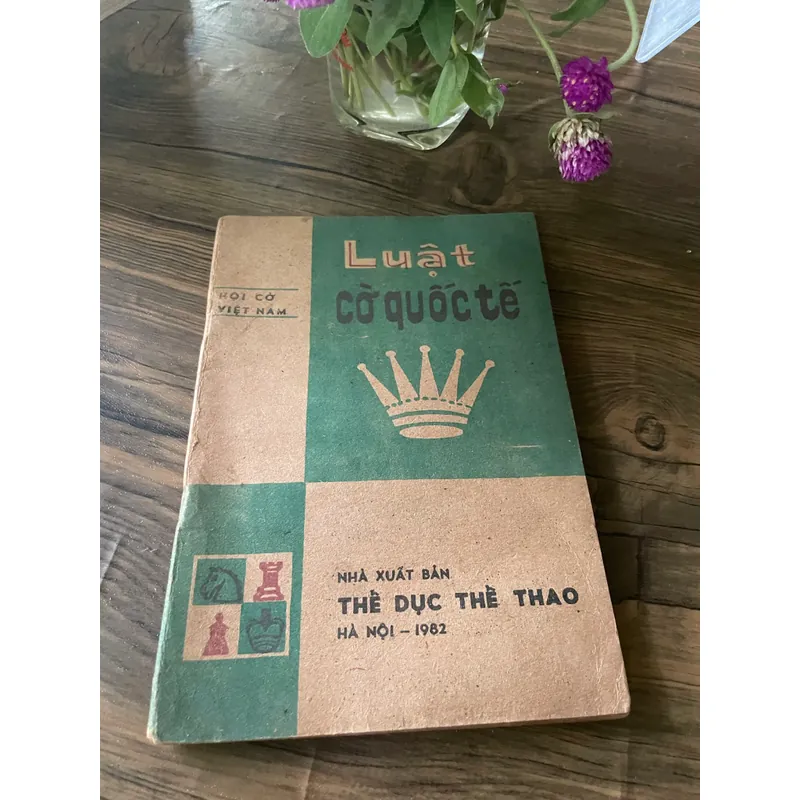 HỘI CỜ
VIỆT NAM
Luật
cờ quốc tế
NHÀ XUẤT BẢN
THỂ DỤC THỂ THAO
HÀ NỘI – 1982